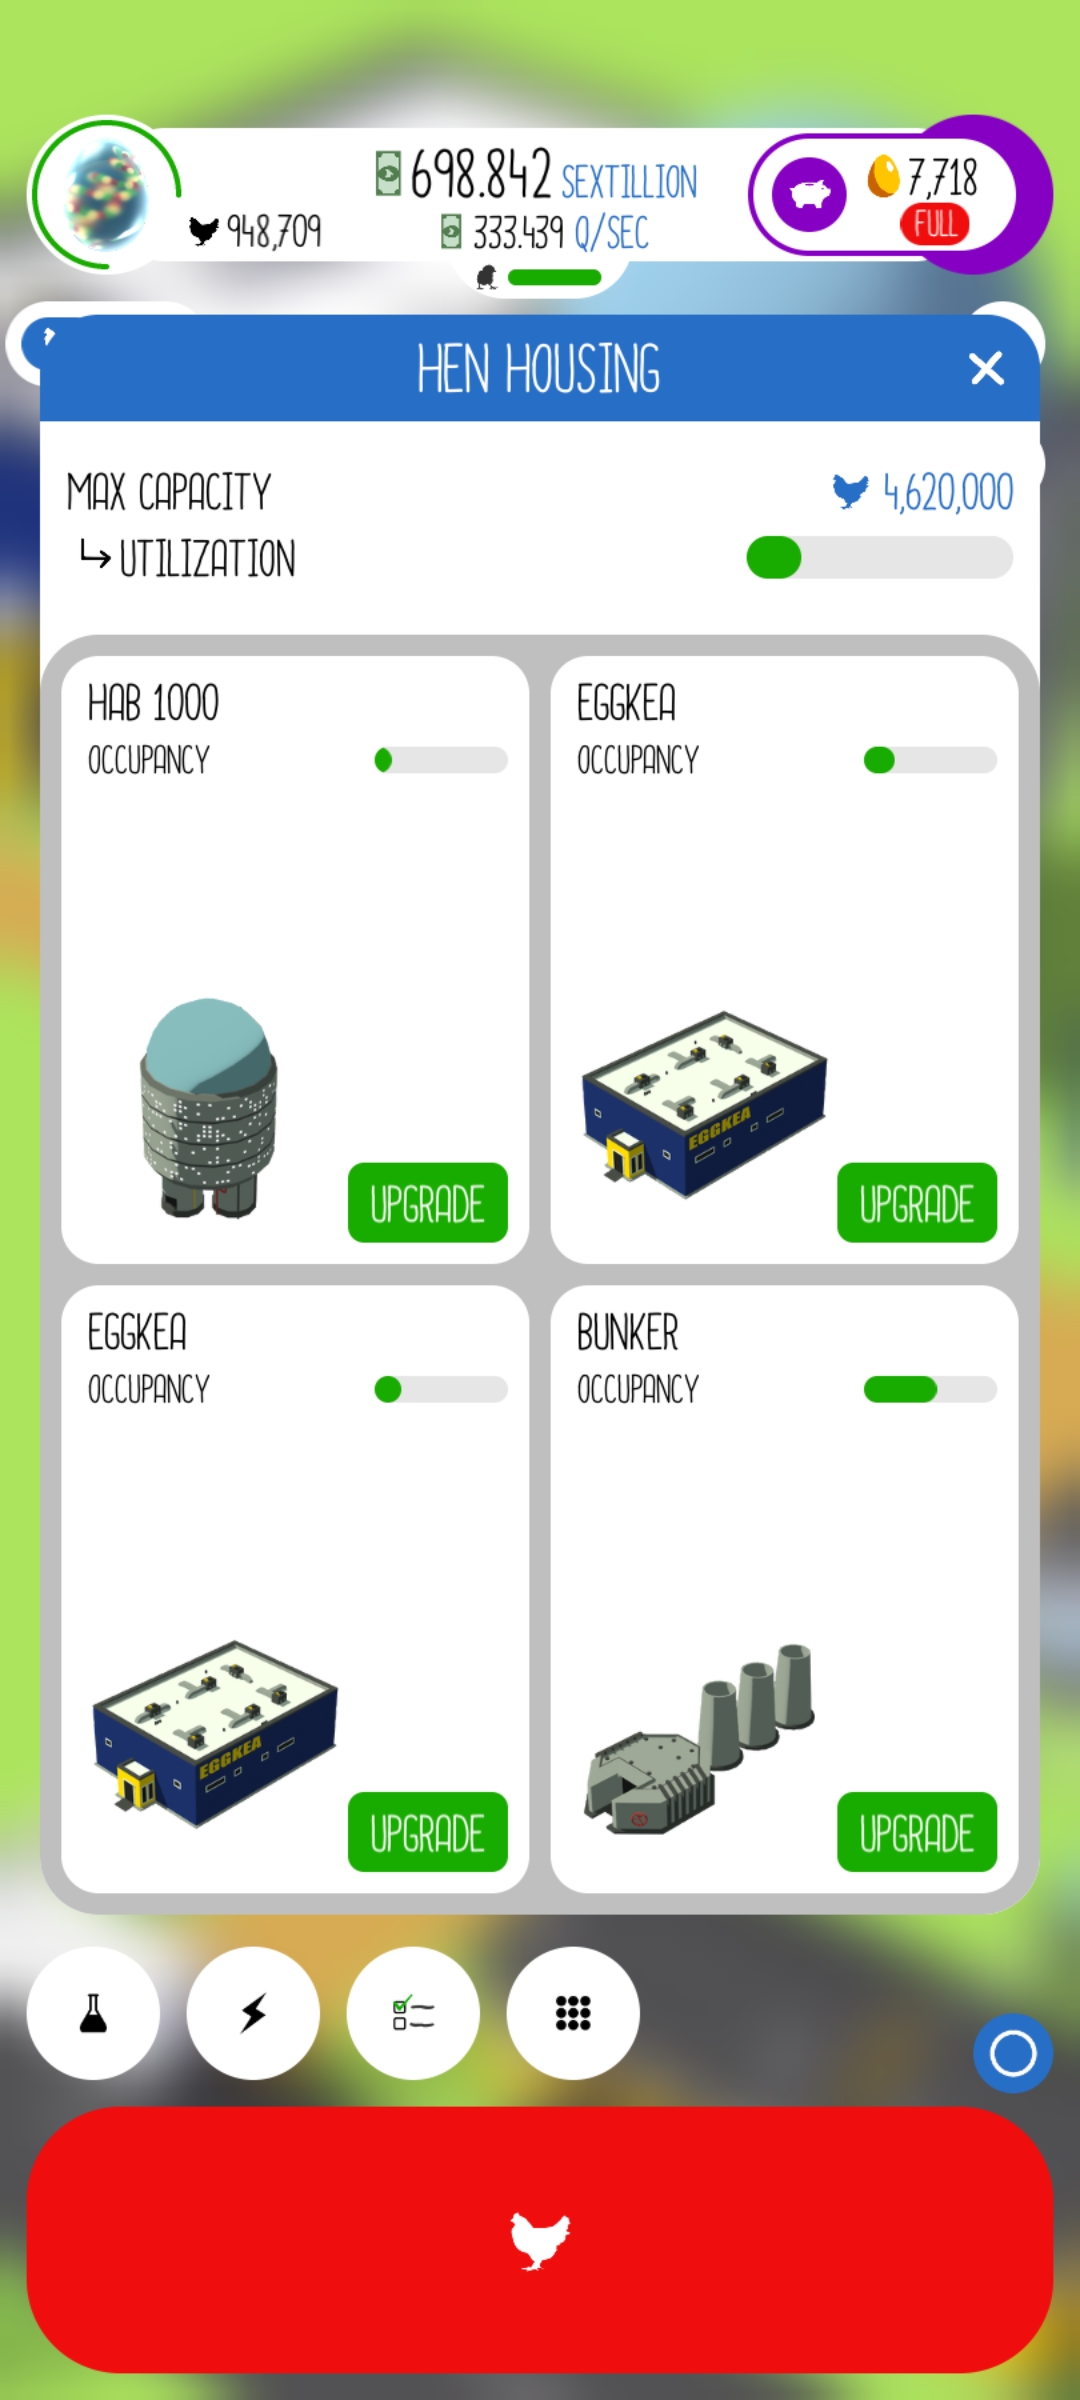 698.842 SEXTILLION
948,709
333.439 Q/SEC
7,718
FULL
HEN HOUSING
MAX CAPACITY
4,620,000
UTILIZATION
HAB 1000
OCCUPANCY
UPGRADE
EGGKEA
OCCUPANCY
EGGKEA
UPGRADE
EGGKEA
OCCUPANCY
EGGKEA
UPGRADE
BUNKER
OCCUPANCY
UPGRADE